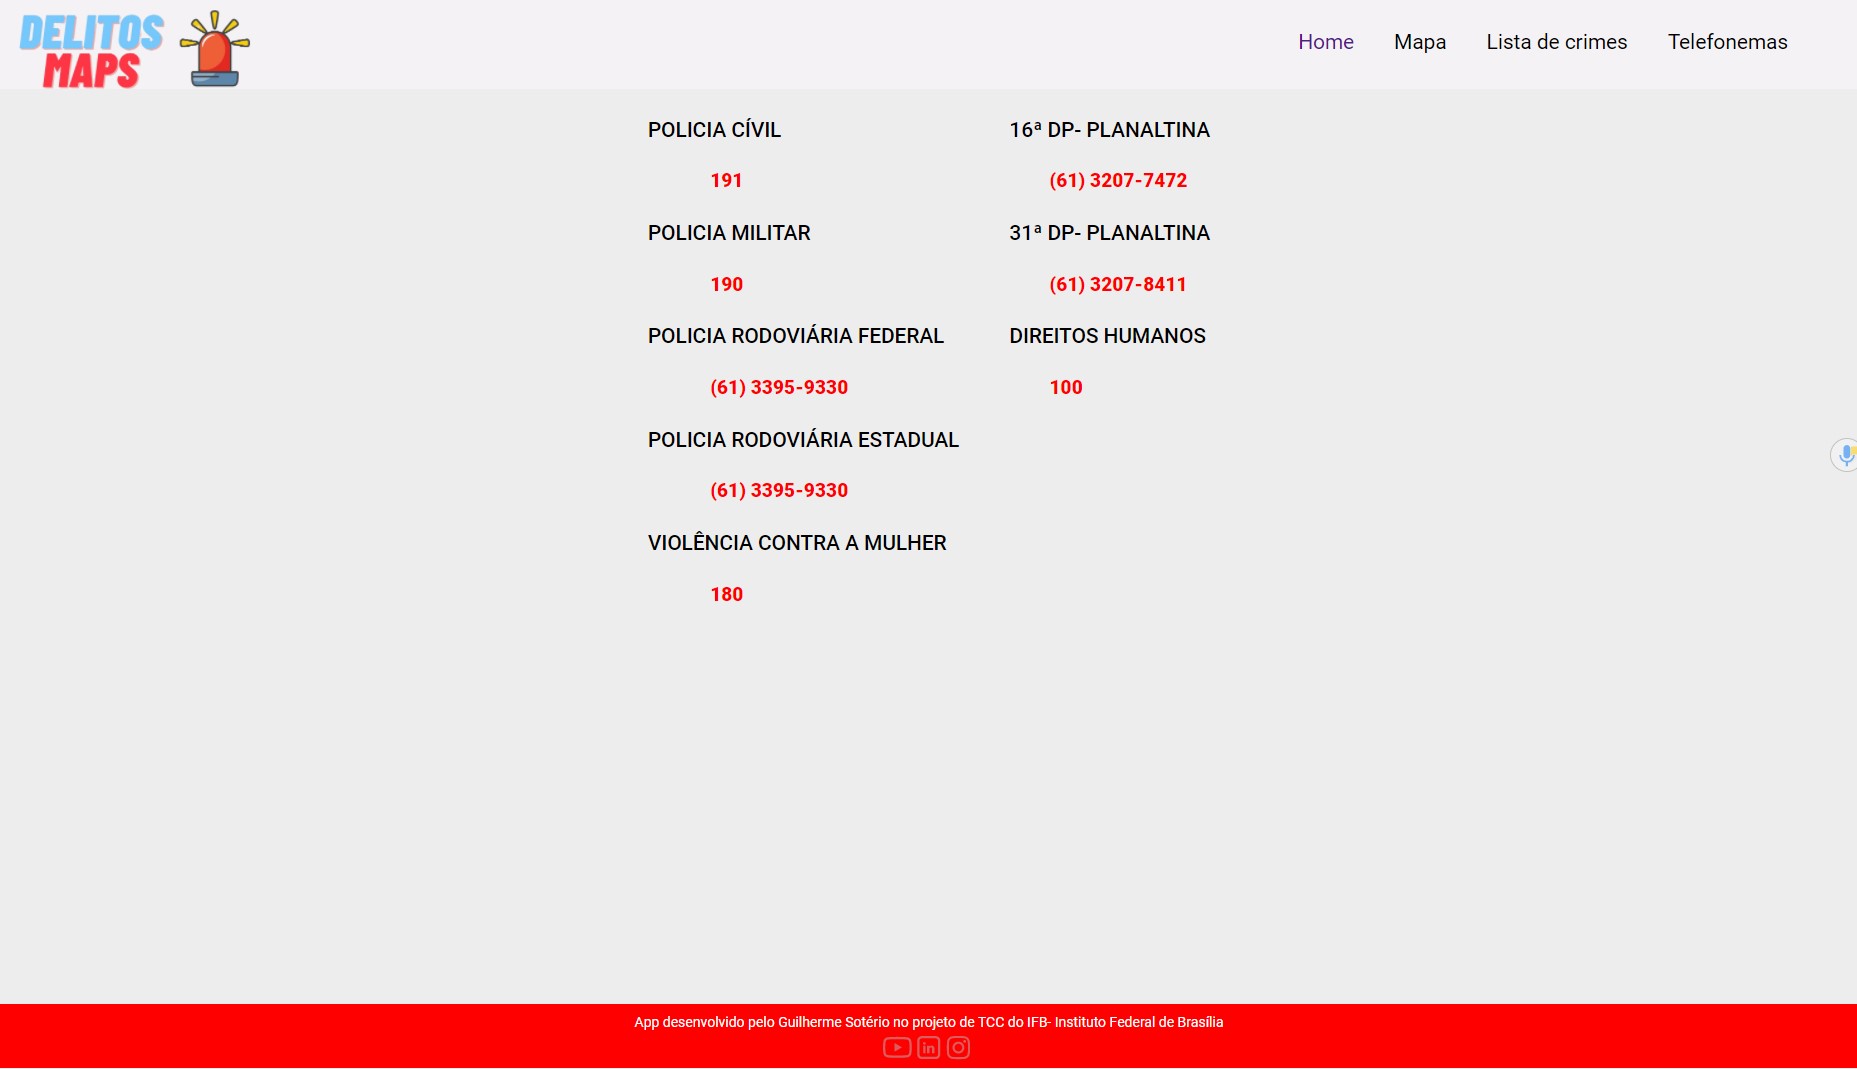 DELITOS
MAPS
Home
Mapa
Lista de crimes
Telefonemas
POLICIA CÍVIL
191
POLICIA MILITAR
190
POLICIA RODOVIÁRIA FEDERAL
(61) 3395-9330
POLICIA RODOVIÁRIA ESTADUAL
(61) 3395-9330
VIOLÊNCIA CONTRA A MULHER
180
16ª DP- PLANALTINA
(61) 3207-7472
31ª DP- PLANALTINA
(61) 3207-8411
DIREITOS HUMANOS
100
App desenvolvido pelo Guilherme Sotério no projeto de TCC do IFB- Instituto Federal de Brasília
in